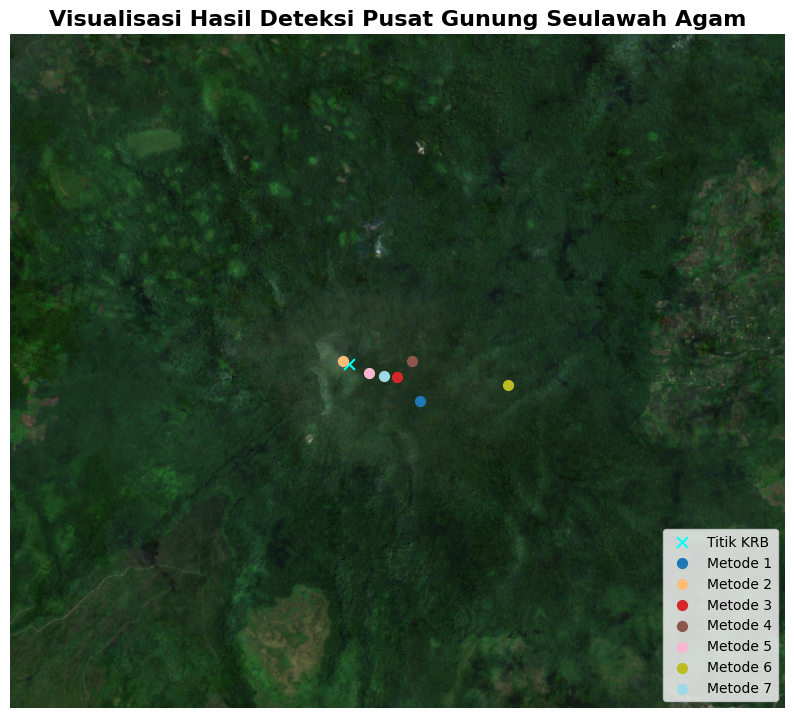 Visualisasi Hasil Deteksi Pusat Gunung Seulawah Agam
Titik KRB
Metode 1
Metode 2
Metode 3
Metode 4
Metode 5
Metode 6
Metode 7